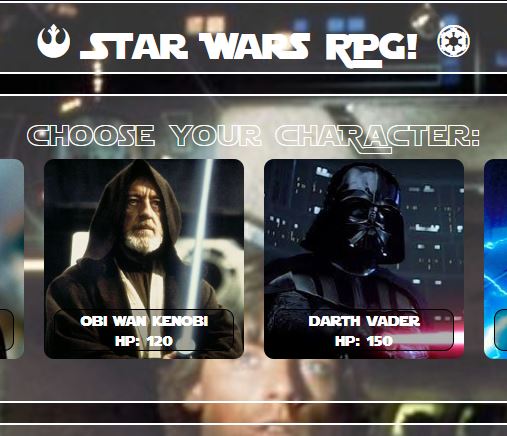 STAR WARS RPG!
CHOOSE YOUR CHARACTER:
OBI WAN KENOBI
HP: 120
DARTH VADER
HP: 150